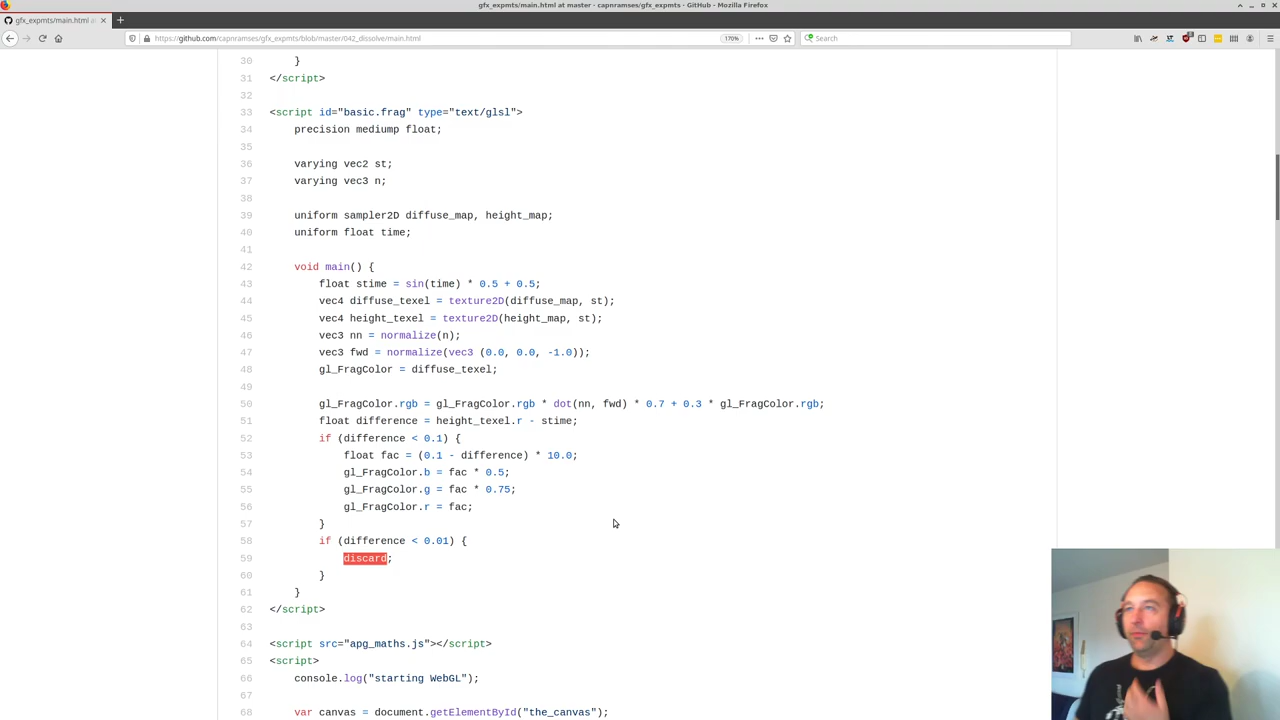 gfx_expmts/main.html at master · capnramses/gfx_expmts · GitHub - Mozilla Firefox
gfx_expmts/main.html at
https://github.com/capnramses/gfx_expmts/blob/master/042_dissolve/main.html
170%
Search
30 }
31 </script>
32
33 <script id="basic.frag" type="text/glsl">
34 precision mediump float;
35
36 varying vec2 st;
37 varying vec3 n;
38
39 uniform sampler2D diffuse_map, height_map;
40 uniform float time;
41
42 void main() {
43 float stime = sin(time) * 0.5 + 0.5;
44 vec4 diffuse_texel = texture2D(diffuse_map, st);
45 vec4 height_texel = texture2D(height_map, st);
46 vec3 nn = normalize(n);
47 vec3 fwd = normalize(vec3 (0.0, 0.0, -1.0));
48 gl_FragColor = diffuse_texel;
49
50 gl_FragColor.rgb = gl_FragColor.rgb * dot(nn, fwd) * 0.7 + 0.3 * gl_FragColor.rgb;
51 float difference = height_texel.r - stime;
52 if (difference < 0.1) {
53 float fac = (0.1 - difference) * 10.0;
54 gl_FragColor.b = fac * 0.5;
55 gl_FragColor.g = fac * 0.75;
56 gl_FragColor.r = fac;
57 }
58 if (difference < 0.01) {
59 discard;
60 }
61 }
62 </script>
63
64 <script src="apg_maths.js"></script>
65 <script>
66 console.log("starting WebGL");
67
68 var canvas = document.getElementById("the_canvas");